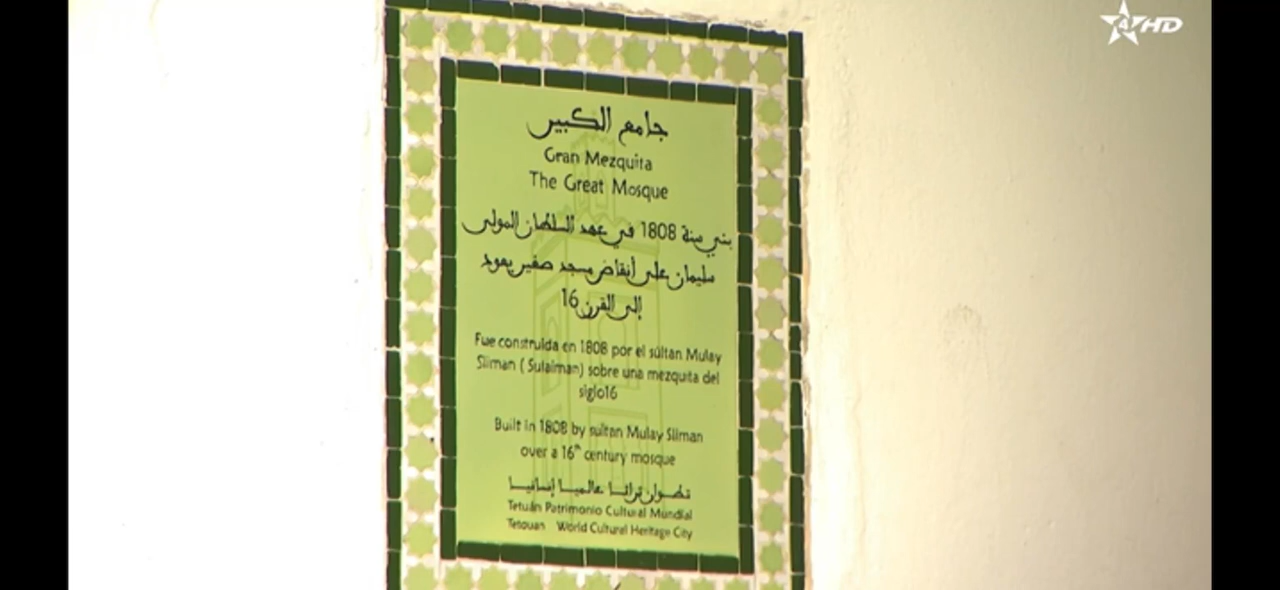 جامع الكبير
Gran Mezquita
The Great Mosque
بني سنة 1808 في عهد السلطان المولى
سليمان على أنقاض مسجد صغير يعود
إلى القرن 16
Fue construida en 1808 por el súltan Mulay
Sliman ( Sulaiman) sobre una mezquita del
siglo16
Built in 1808 by sultan Mulay Sliman
over a 16th century mosque
تطوان تراثا عالميا إنسانيا
Tetuán Patrimonio Cultural Mundial
Tetouan World Cultural Heritage City
4 HD